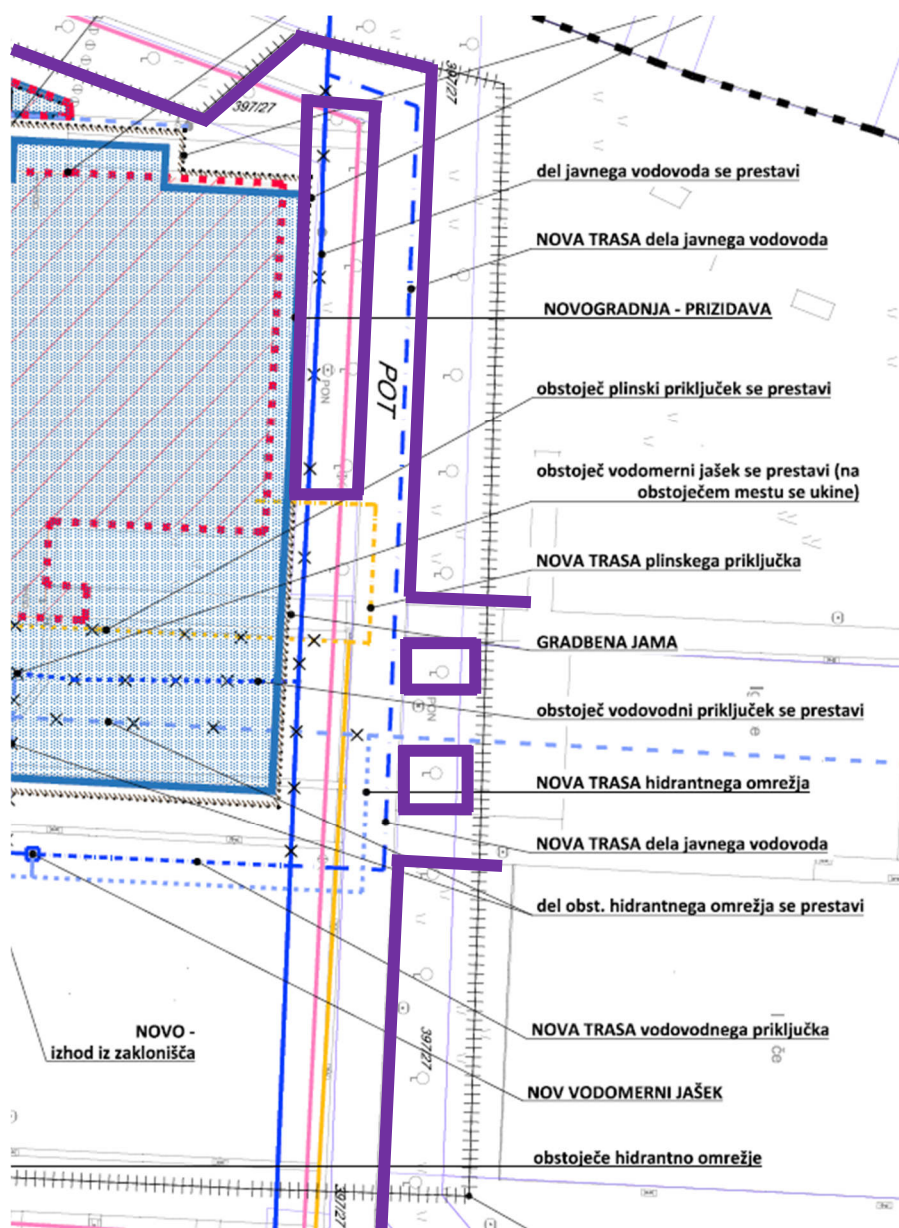 397/27
397/27
del javnega vodovoda se prestavi
NOVA TRASA dela javnega vodovoda
NOVOGRADNJA - PRIZIDAVA
PON
POT
obstoječ plinski priključek se prestavi
obstoječ vodomerni jašek se prestavi (na
obstoječem mestu se ukine)
NOVA TRASA plinskega priključka
GRADBENA JAMA
PON
obstoječ vodovodni priključek se prestavi
NOVA TRASA hidrantnega omrežja
NOVA TRASA dela javnega vodovoda
del obst. hidrantnega omrežja se prestavi
NOVO -
izhod iz zaklonišča
397/27
NOVA TRASA vodovodnega priključka
NOV VODOMERNI JAŠEK
obstoječe hidrantno omrežje
397/27